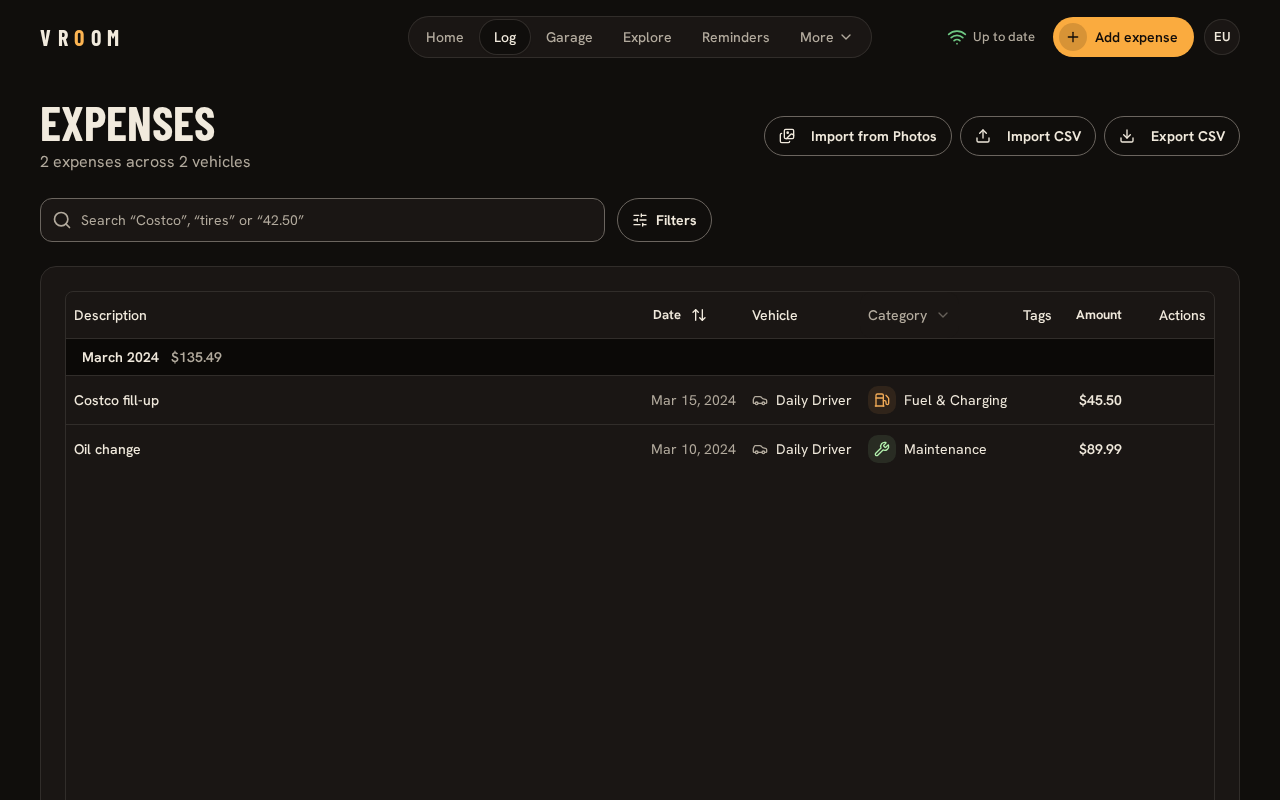 VROOM
Home Log Garage Explore Reminders More
Up to date
Add expense
EU
EXPENSES
2 expenses across 2 vehicles
Import from Photos Import CSV Export CSV
Search “Costco”, “tires” or “42.50”
Filters
Description Date Vehicle Category Tags Amount Actions
March 2024 $135.49
Costco fill-up Mar 15, 2024 Daily Driver Fuel & Charging $45.50
Oil change Mar 10, 2024 Daily Driver Maintenance $89.99